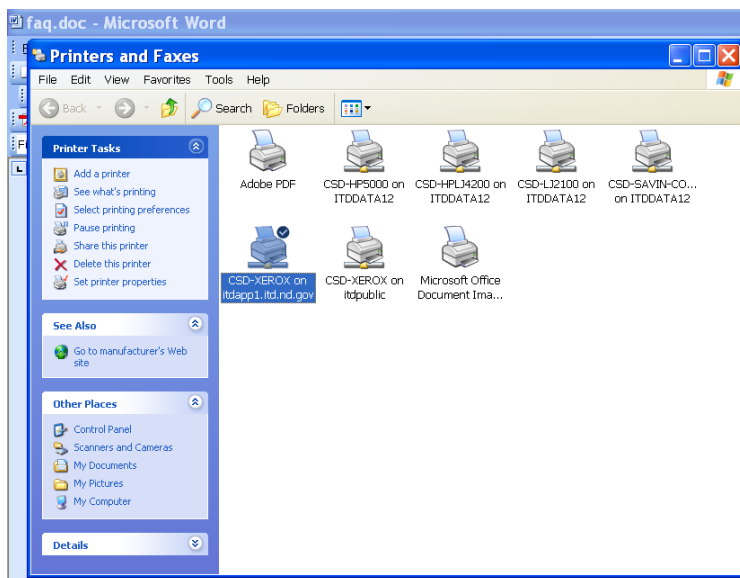 faq.doc - Microsoft Word
Printers and Faxes
File Edit View Favorites Tools Help
Back Search Folders
Printer Tasks
Add a printer
See what's printing
Select printing preferences
Pause printing
Share this printer
Delete this printer
Set printer properties
See Also
Go to manufacturer's Web
site
Other Places
Control Panel
Scanners and Cameras
My Documents
My Pictures
My Computer
Details
Adobe PDF
CSD-HP5000 on
ITDDATA12
CSD-HPLJ4200 on
ITDDATA12
CSD-LJ2100 on
ITDDATA12
CSD-SAVIN-CO...
on ITDDATA12
CSD-XEROX on
itdapp1.itd.nd.gov
CSD-XEROX on
itdpublic
Microsoft Office
Document Ima...